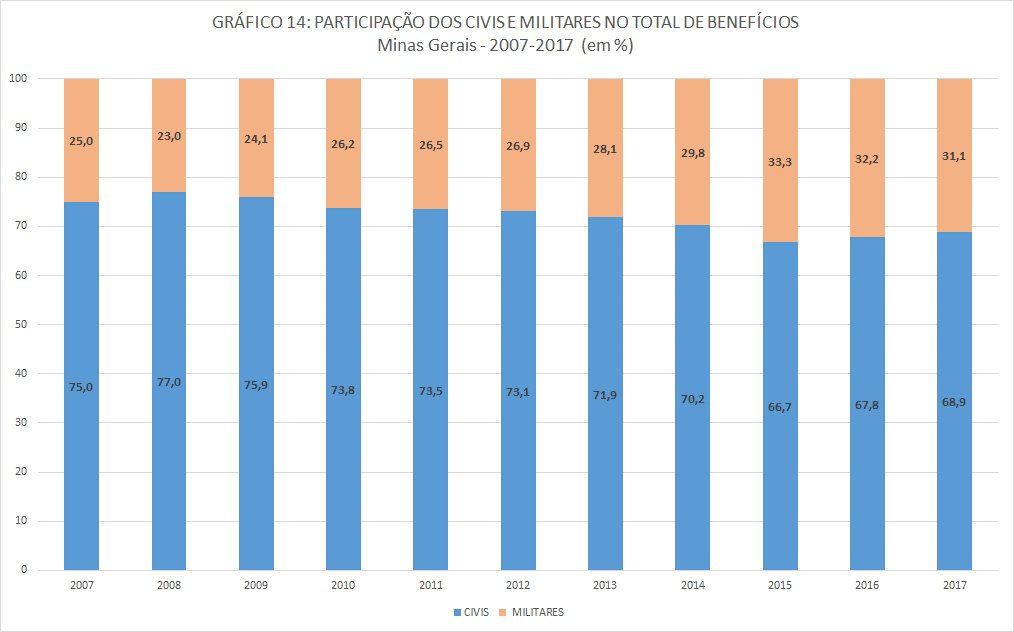 GRÁFICO 14: PARTICIPAÇÃO DOS CIVIS E MILITARES NO TOTAL DE BENEFÍCIOS
Minas Gerais - 2007-2017 (em %)
100
90
80
70
60
50
40
30
20
10
0
25,0 23,0 24,1 26,2 26,5 26,9 28,1 29,8 33,3 32,2 31,1
75,0 77,0 75,9 73,8 73,5 73,1 71,9 70,2 66,7 67,8 68,9
2007 2008 2009 2010 2011 2012 2013 2014 2015 2016 2017
CIVIS MILITARES